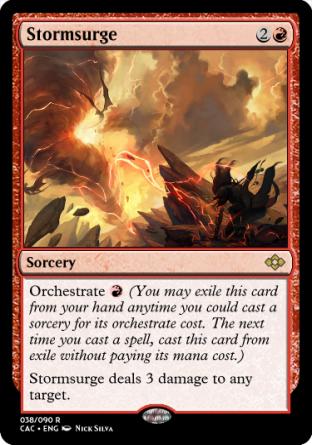 Stormsurge 2
Sorcery
Orchestrate (You may exile this card
from your hand anytime you could cast a
sorcery for its orchestrate cost. The next
time you cast a spell, cast this card from
exile without paying its mana cost.)
Stormsurge deals 3 damage to any
target.
038/090 R
CAC • ENG NICK SILVA